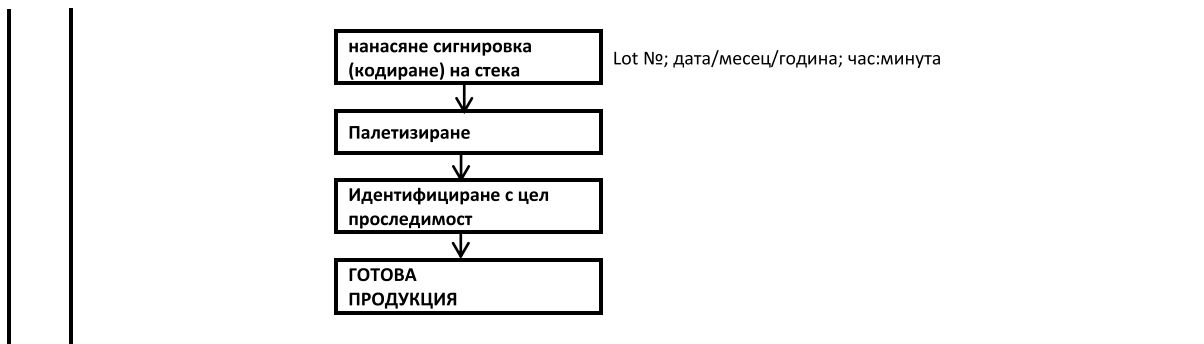 нанасяне сигнировка
(кодиране) на стека
Lot №; дата/месец/година; час:минута
Палетизиране
Идентифициране с цел
проследимост
ГОТОВА
ПРОДУКЦИЯ